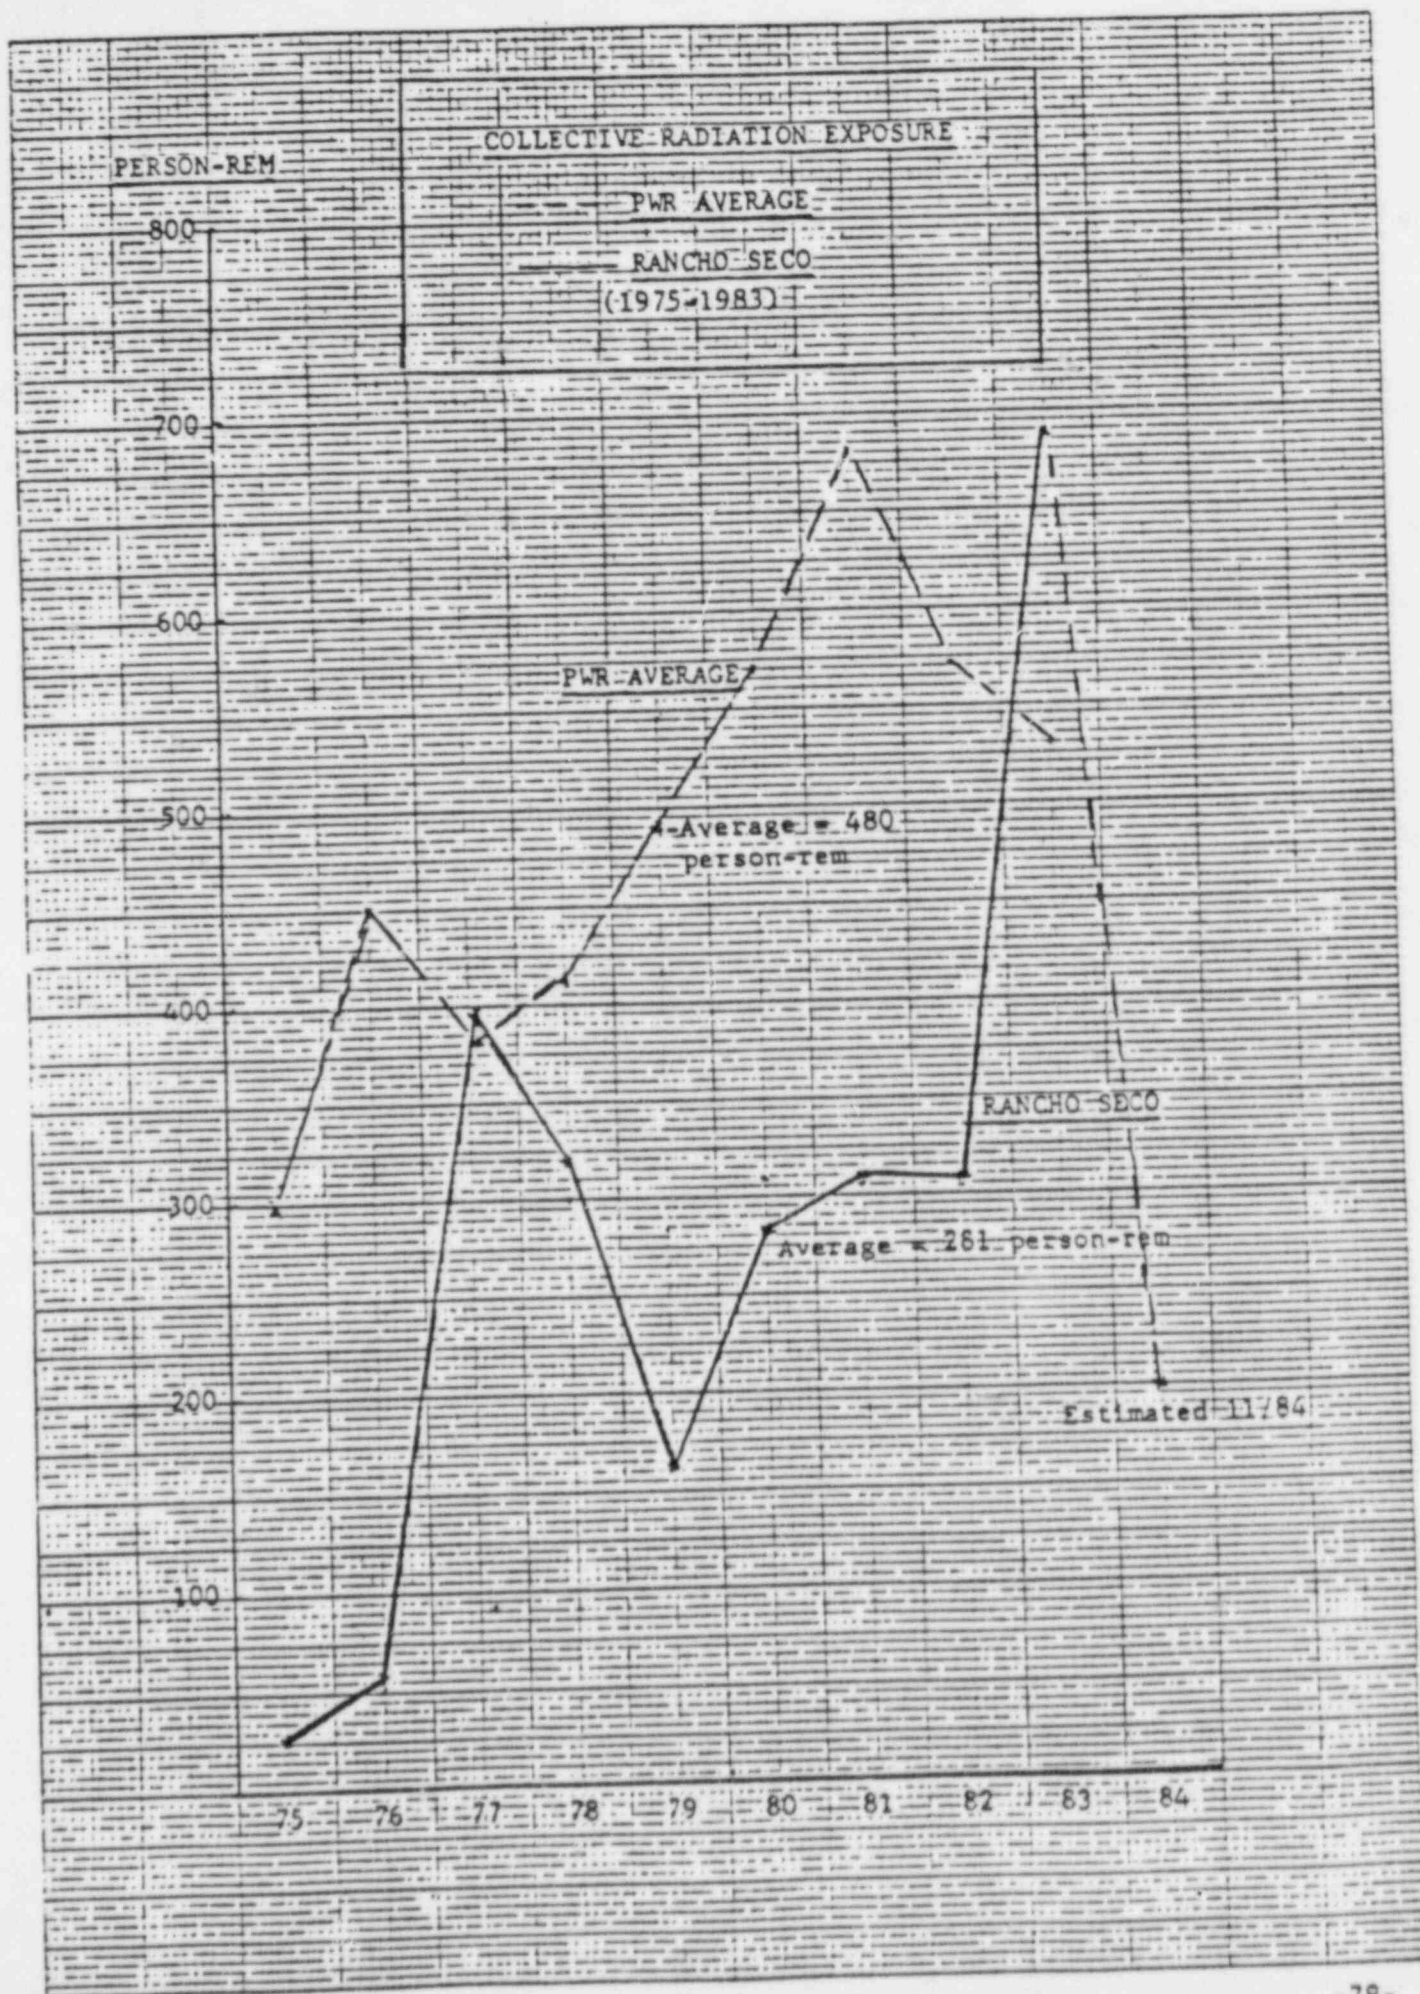 COLLECTIVE RADIATION EXPOSURE
PERSON-REM
PWR AVERAGE
800
RANCHO SECO
(1975-1983)
700
600
PWR AVERAGE
500
Average = 480
person-rem
400
RANCHO SECO
300
Average = 281 person-rem
200
Estimated 11/84
100
75 76 77 78 79 80 81 82 83 84